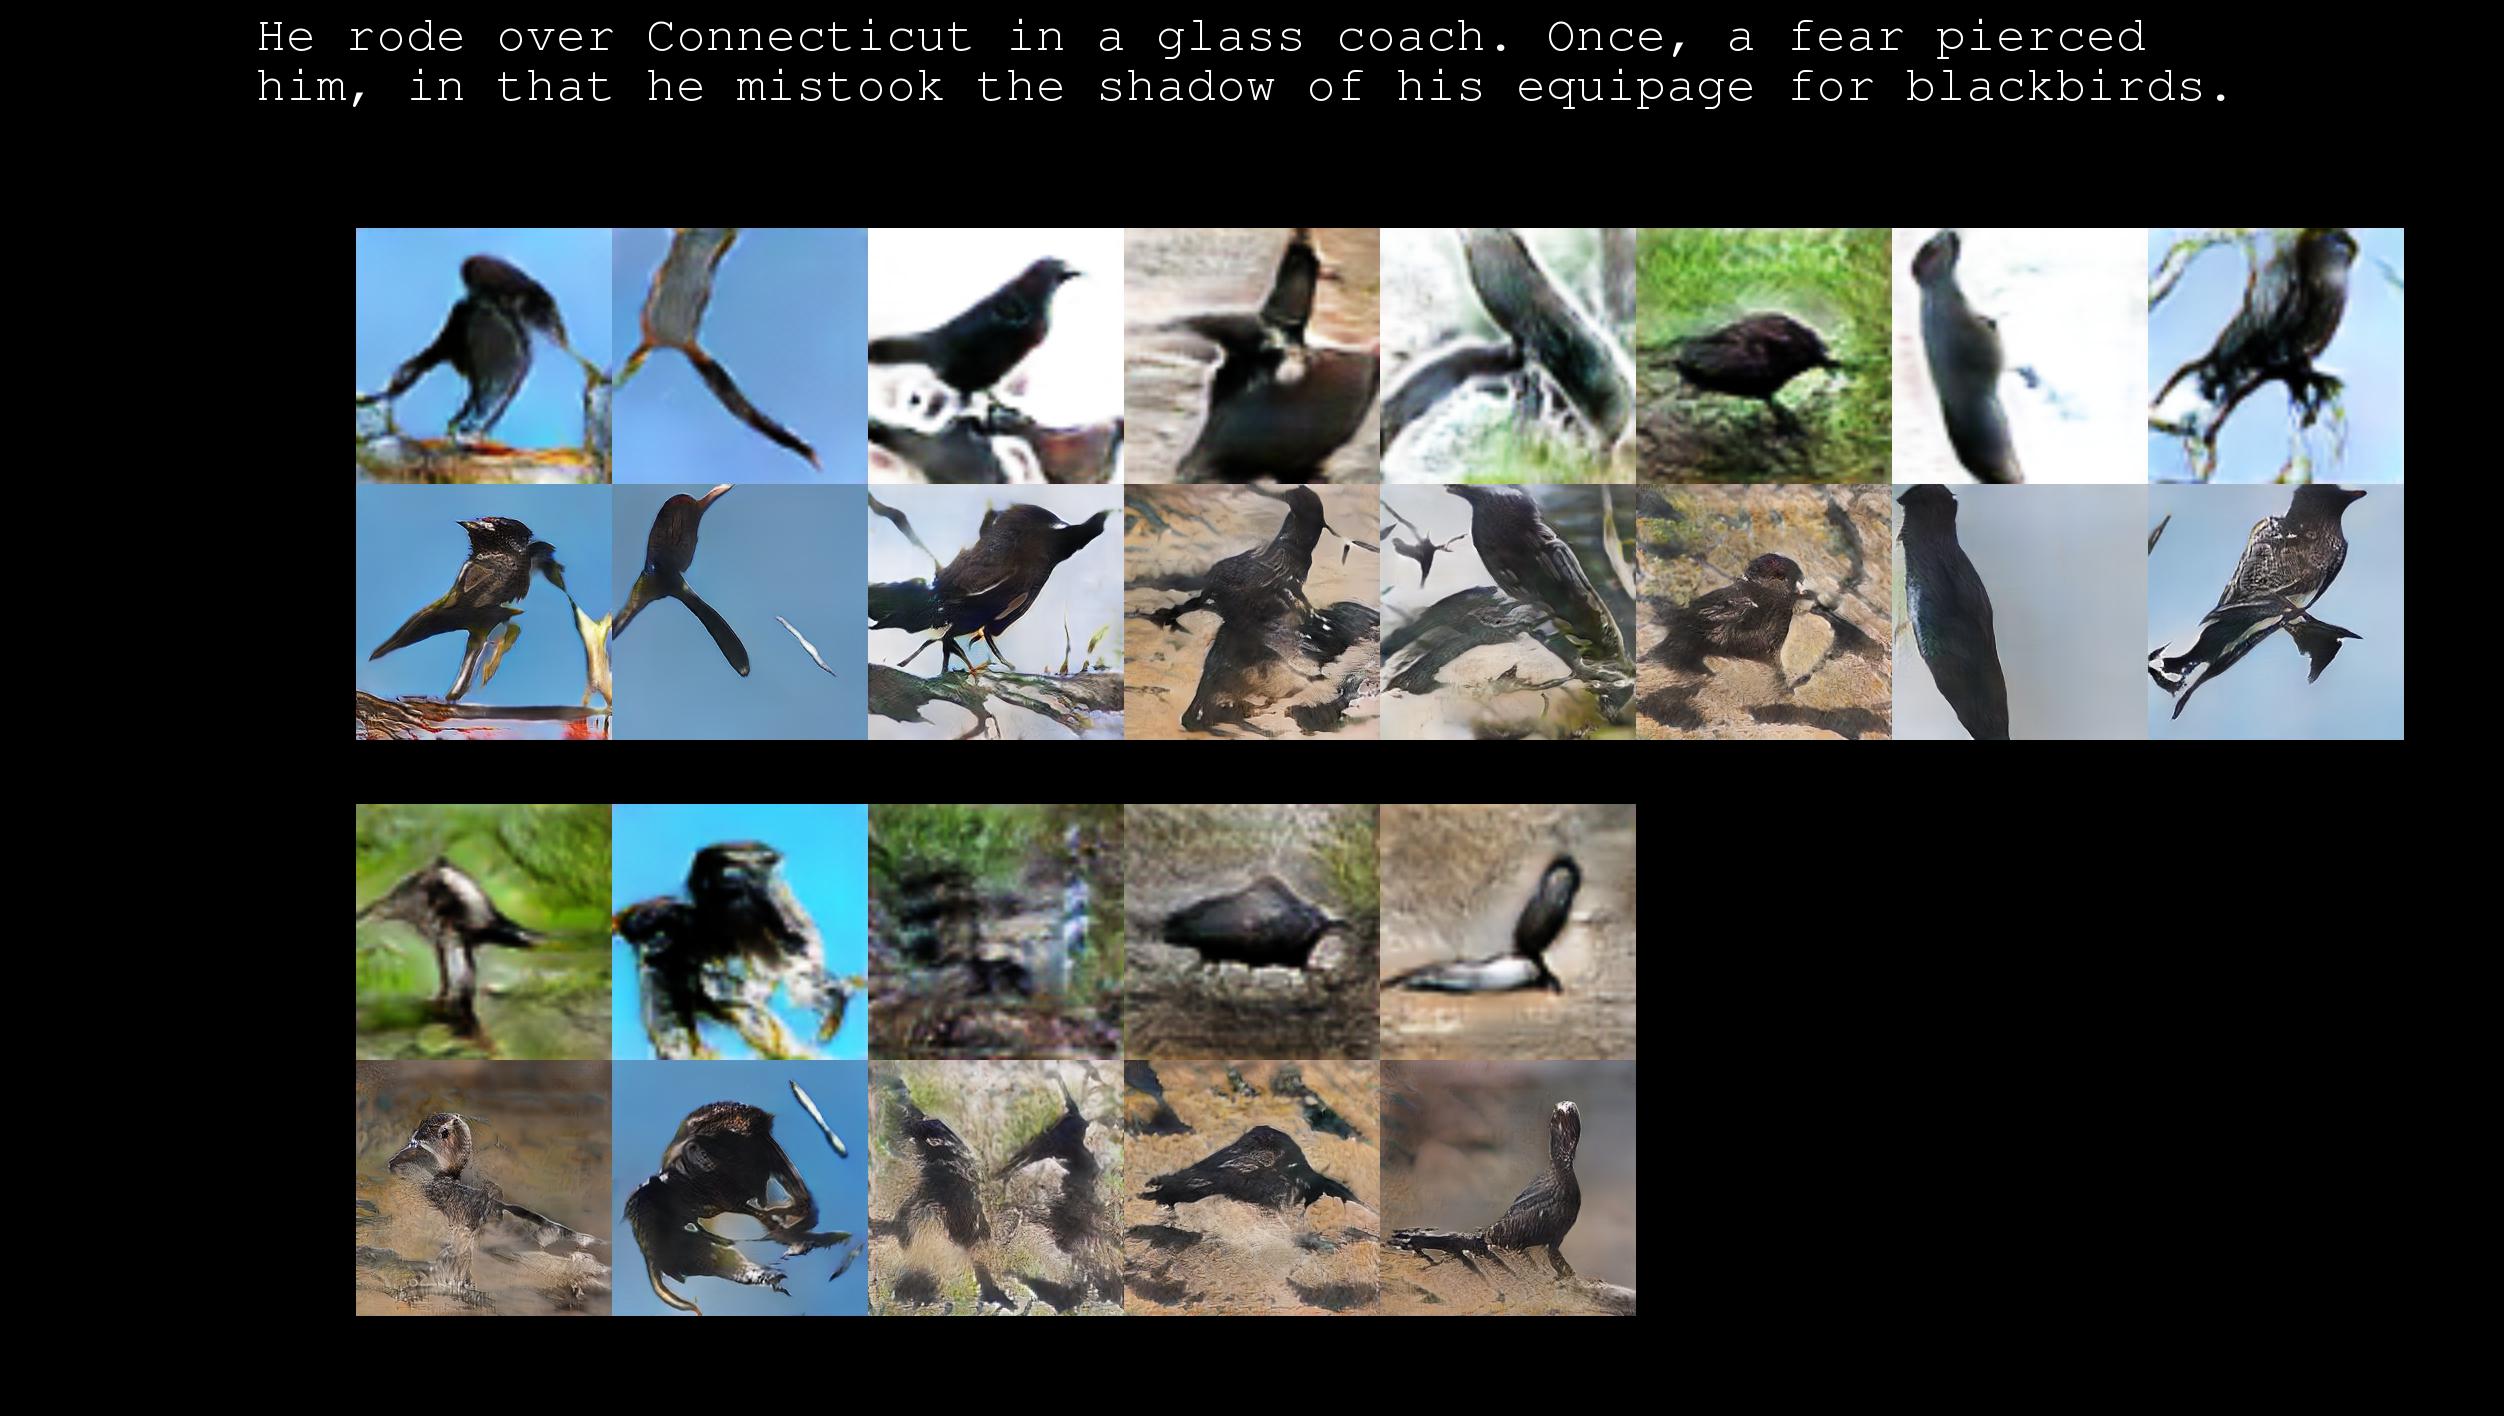 He rode over Connecticut in a glass coach. Once, a fear pierced
him, in that he mistook the shadow of his equipage for blackbirds.